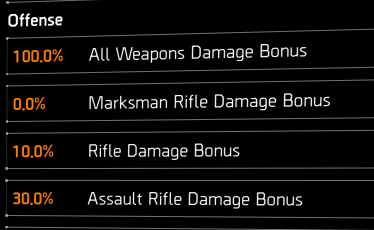 Offense
100.0% All Weapons Damage Bonus
0.0% Marksman Rifle Damage Bonus
10.0% Rifle Damage Bonus
30.0% Assault Rifle Damage Bonus